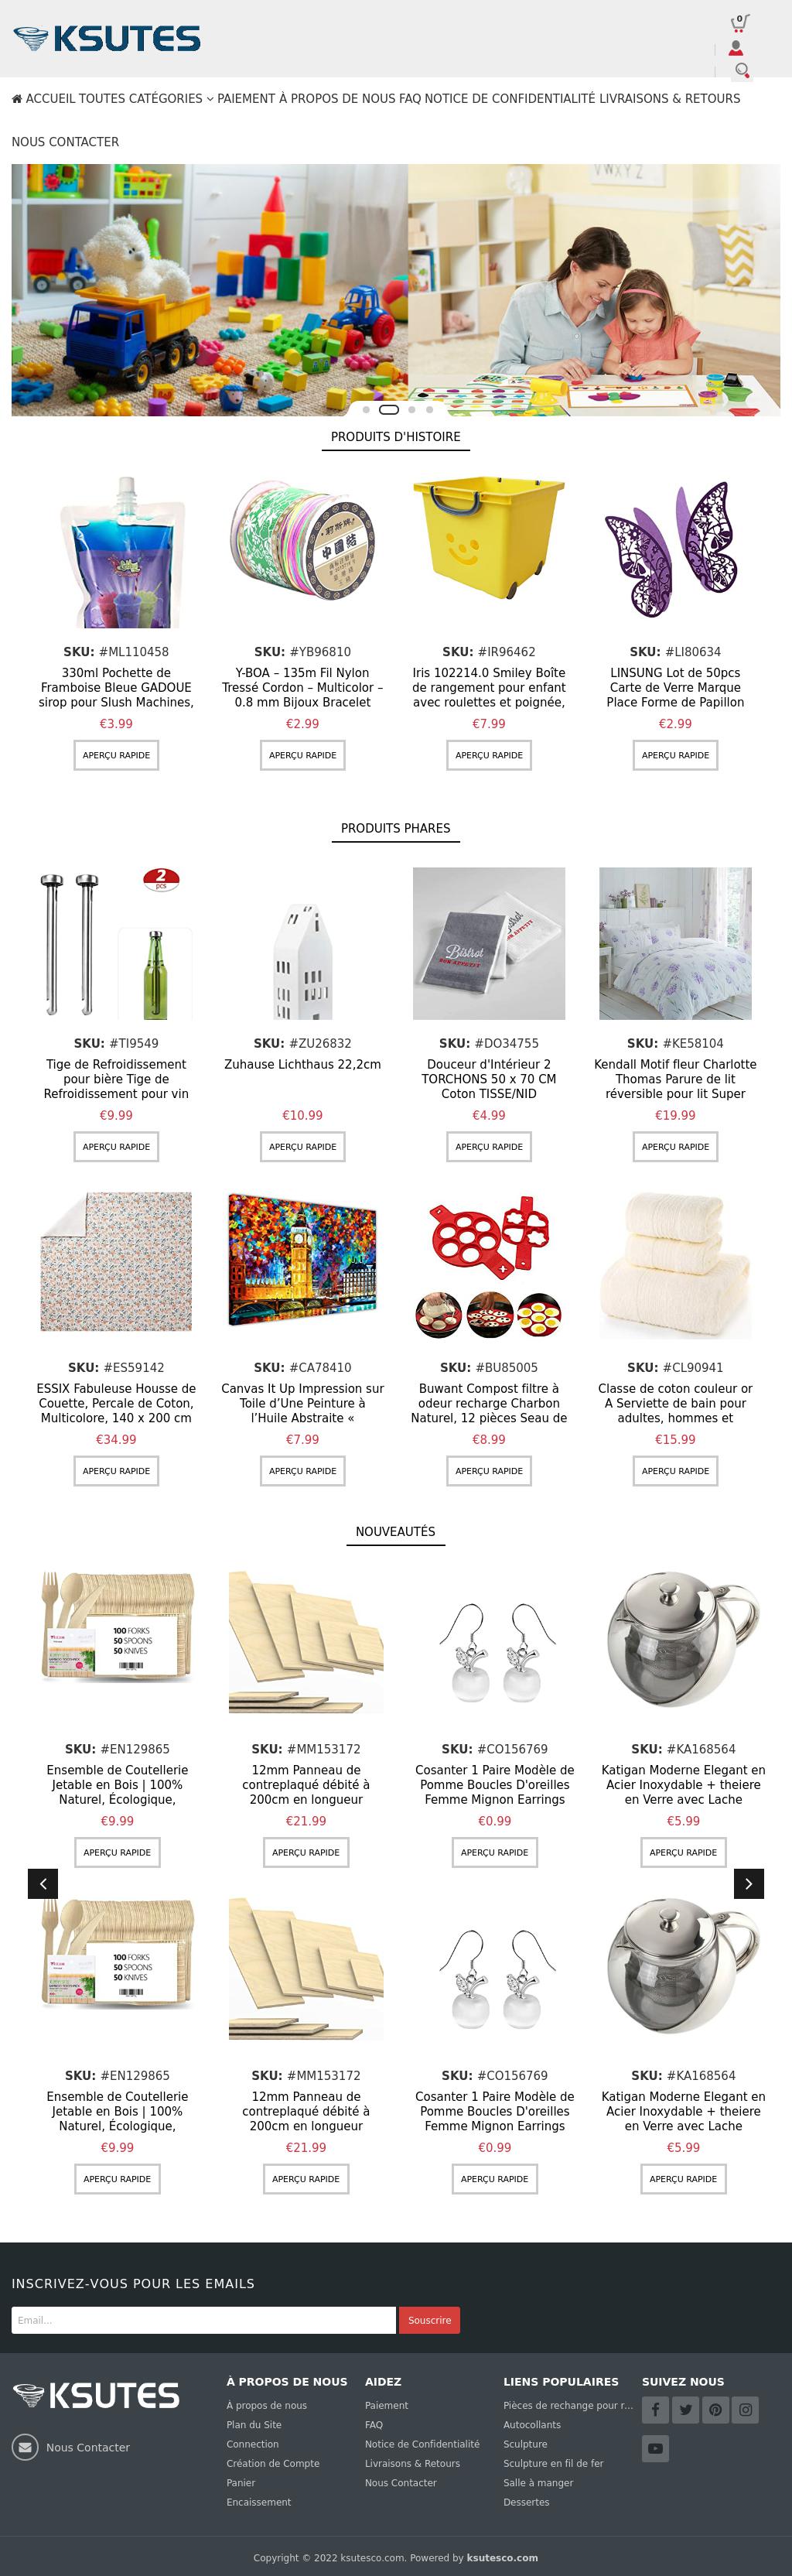 KSUTES
0
ACCUEIL TOUTES CATÉGORIES PAIEMENT À PROPOS DE NOUS FAQ NOTICE DE CONFIDENTIALITÉ LIVRAISONS & RETOURS
NOUS CONTACTER
PRODUITS D'HISTOIRE
SKU: #ML110458
330ml Pochette de
Framboise Bleue GADOUE
sirop pour Slush Machines,
€3.99
APERÇU RAPIDE
SKU: #YB96810
Y-BOA – 135m Fil Nylon
Tressé Cordon – Multicolor –
0.8 mm Bijoux Bracelet
€2.99
APERÇU RAPIDE
SKU: #IR96462
Iris 102214.0 Smiley Boîte
de rangement pour enfant
avec roulettes et poignée,
€7.99
APERÇU RAPIDE
SKU: #LI80634
LINSUNG Lot de 50pcs
Carte de Verre Marque
Place Forme de Papillon
€2.99
APERÇU RAPIDE
PRODUITS PHARES
2
pcs
SKU: #TI9549
Tige de Refroidissement
pour bière Tige de
Refroidissement pour vin
€9.99
APERÇU RAPIDE
SKU: #ZU26832
Zuhause Lichthaus 22,2cm
€10.99
APERÇU RAPIDE
Bistrot
BON APPETIT
SKU: #DO34755
Douceur d'Intérieur 2
TORCHONS 50 x 70 CM
Coton TISSE/NID
€4.99
APERÇU RAPIDE
SKU: #KE58104
Kendall Motif fleur Charlotte
Thomas Parure de lit
réversible pour lit Super
€19.99
APERÇU RAPIDE
SKU: #ES59142
ESSIX Fabuleuse Housse de
Couette, Percale de Coton,
Multicolore, 140 x 200 cm
€34.99
APERÇU RAPIDE
SKU: #CA78410
Canvas It Up Impression sur
Toile d’Une Peinture à
l’Huile Abstraite «
€7.99
APERÇU RAPIDE
SKU: #BU85005
Buwant Compost filtre à
odeur recharge Charbon
Naturel, 12 pièces Seau de
€8.99
APERÇU RAPIDE
SKU: #CL90941
Classe de coton couleur or
A Serviette de bain pour
adultes, hommes et
€15.99
APERÇU RAPIDE
NOUVEAUTÉS
100 FORKS
50 SPOONS
50 KNIVES
SKU: #EN129865
Ensemble de Coutellerie
Jetable en Bois | 100%
Naturel, Écologique,
€9.99
APERÇU RAPIDE
SKU: #MM153172
12mm Panneau de
contreplaqué débité à
200cm en longueur
€21.99
APERÇU RAPIDE
SKU: #CO156769
Cosanter 1 Paire Modèle de
Pomme Boucles D'oreilles
Femme Mignon Earrings
€0.99
APERÇU RAPIDE
SKU: #KA168564
Katigan Moderne Elegant en
Acier Inoxydable + theiere
en Verre avec Lache
€5.99
APERÇU RAPIDE
100 FORKS
50 SPOONS
50 KNIVES
SKU: #EN129865
Ensemble de Coutellerie
Jetable en Bois | 100%
Naturel, Écologique,
€9.99
APERÇU RAPIDE
SKU: #MM153172
12mm Panneau de
contreplaqué débité à
200cm en longueur
€21.99
APERÇU RAPIDE
SKU: #CO156769
Cosanter 1 Paire Modèle de
Pomme Boucles D'oreilles
Femme Mignon Earrings
€0.99
APERÇU RAPIDE
SKU: #KA168564
Katigan Moderne Elegant en
Acier Inoxydable + theiere
en Verre avec Lache
€5.99
APERÇU RAPIDE
INSCRIVEZ-VOUS POUR LES EMAILS
Email...
Souscrire
KSUTES
Nous Contacter
À PROPOS DE NOUS
À propos de nous
Plan du Site
Connection
Création de Compte
Panier
Encaissement
AIDEZ
Paiement
FAQ
Notice de Confidentialité
Livraisons & Retours
Nous Contacter
LIENS POPULAIRES
Pièces de rechange pour r...
Autocollants
Sculpture
Sculpture en fil de fer
Salle à manger
Dessertes
SUIVEZ NOUS
Copyright © 2022 ksutesco.com. Powered by ksutesco.com